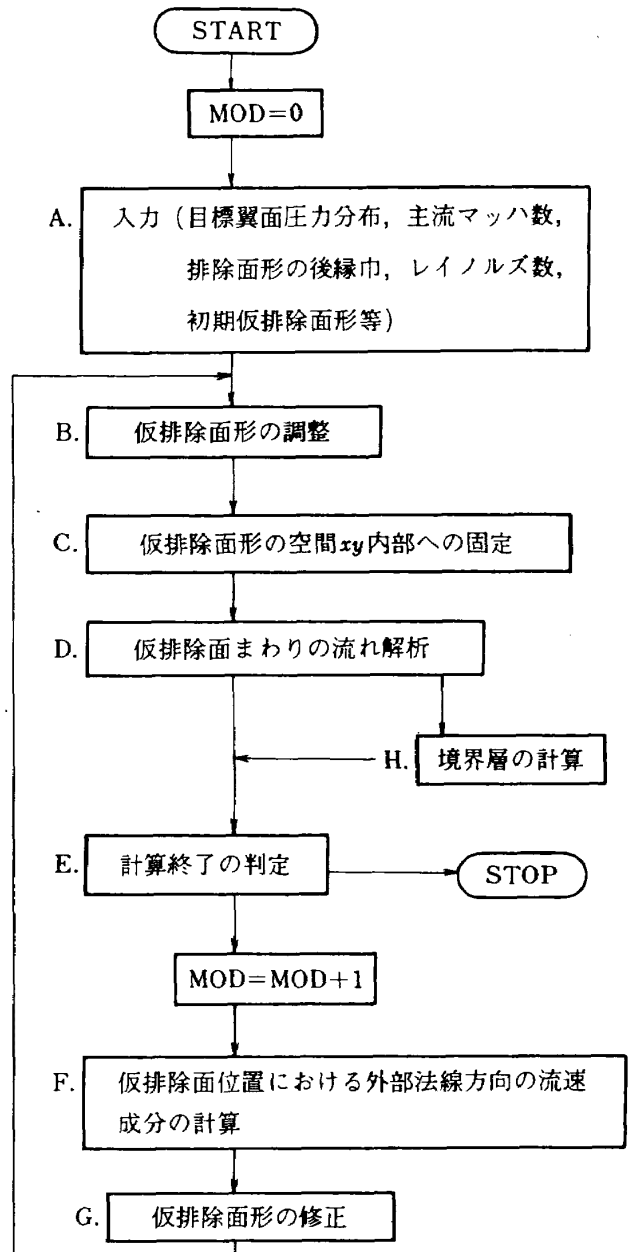 START
MOD=0
A. 入力（目標翼面圧力分布，主流マッハ数，
排除面形の後縁巾，レイノルズ数，
初期仮排除面形等）
B. 仮排除面形の調整
C. 仮排除面形の空間xy内部への固定
D. 仮排除面まわりの流れ解析
H. 境界層の計算
E. 計算終了の判定
STOP
MOD=MOD+1
F. 仮排除面位置における外部法線方向の流速
成分の計算
G. 仮排除面形の修正